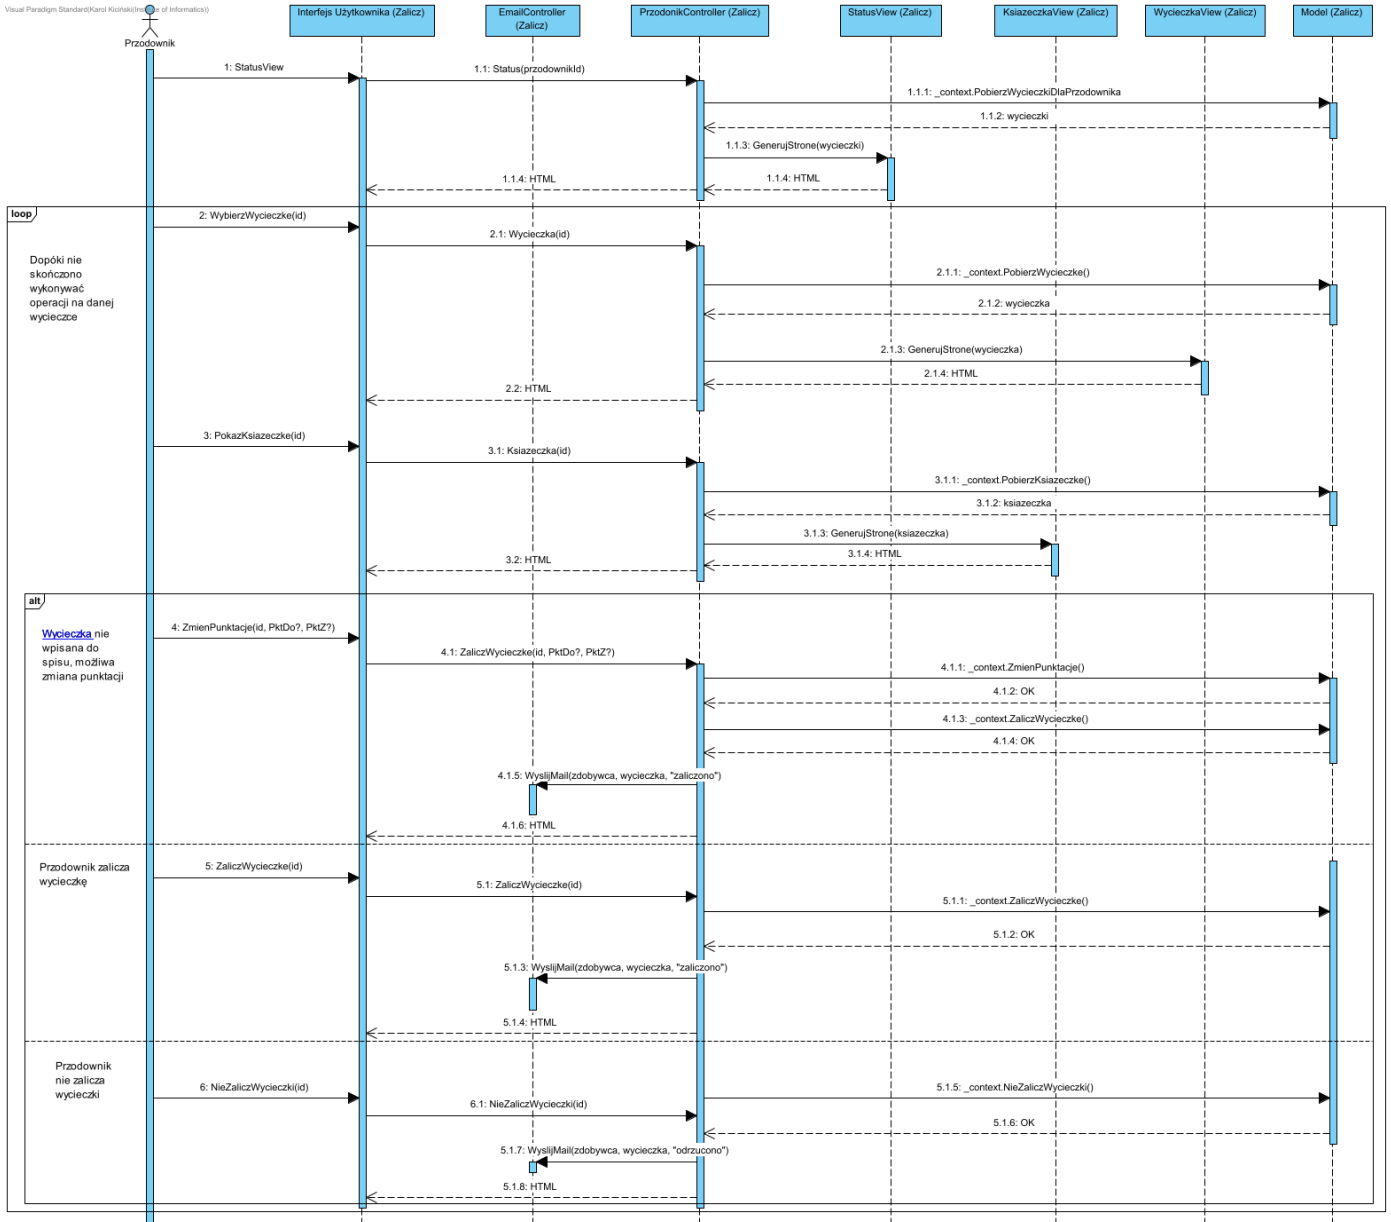 Visual Paradigm Standard(Karol Kiciński(Institute of Informatics))
Przodownik
Interfejs Użytkownika (Zalicz)
EmailController
(Zalicz)
PrzdonikController (Zalicz)
StatusView (Zalicz)
KsiazeczkaView (Zalicz)
WycieczkaView (Zalicz)
Model (Zalicz)
1: StatusView
1.1: Status(przodownikId)
1.1.1: _context.PobierzWycieczkiDlaPrzodownika
1.1.2: wycieczki
1.1.3: GenerujStrone(wycieczki)
1.1.4: HTML
1.1.4: HTML
loop
Dopóki nie
skończono
wykonywać
operacji na danej
wycieczce
2: WybierzWycieczke(id)
2.1: Wycieczka(id)
2.1.1: _context.PobierzWycieczke()
2.1.2: wycieczka
2.1.3: GenerujStrone(wycieczka)
2.1.4: HTML
2.2: HTML
3: PokazKsiazeczke(id)
3.1: Ksiazeczka(id)
3.1.1: _context.PobierzKsiazeczke()
3.1.2: ksiazeczka
3.1.3: GenerujStrone(ksiazeczka)
3.1.4: HTML
3.2: HTML
alt
Wycieczka nie
wpisana do
spisu, możliwa
zmiana punktacji
4: ZmienPunktacje(id, PktDo?, PktZ?)
4.1: ZaliczWycieczke(id, PktDo?, PktZ?)
4.1.1: _context.ZmienPunktacje()
4.1.2: OK
4.1.3: _context.ZaliczWycieczke()
4.1.4: OK
4.1.5: WyslijMail(zdobywca, wycieczka, "zaliczono")
4.1.6: HTML
Przodownik zalicza
wycieczkę
5: ZaliczWycieczke(id)
5.1: ZaliczWycieczke(id)
5.1.1: _context.ZaliczWycieczke()
5.1.2: OK
5.1.3: WyslijMail(zdobywca, wycieczka, "zaliczono")
5.1.4: HTML
Przodownik
nie zalicza
wycieczki
6: NieZaliczWycieczki(id)
6.1: NieZaliczWycieczki(id)
5.1.5: _context.NieZaliczWycieczki()
5.1.6: OK
5.1.7: WyslijMail(zdobywca, wycieczka, "odrzucono")
5.1.8: HTML